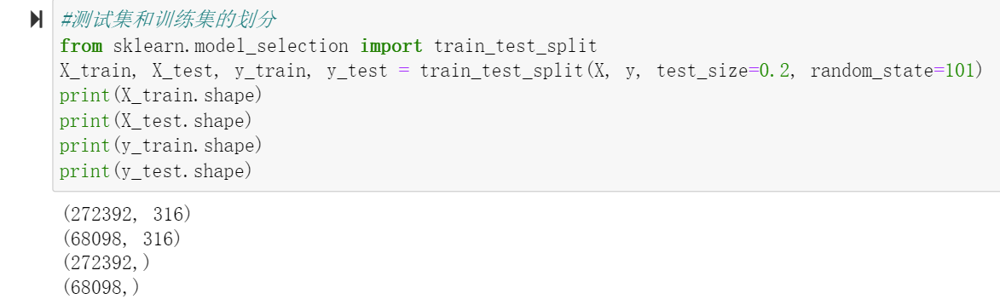 #测试集和训练集的划分
from sklearn.model_selection import train_test_split
X_train, X_test, y_train, y_test = train_test_split(X, y, test_size=0.2, random_state=101)
print(X_train.shape)
print(X_test.shape)
print(y_train.shape)
print(y_test.shape)
(272392, 316)
(68098, 316)
(272392,)
(68098,)